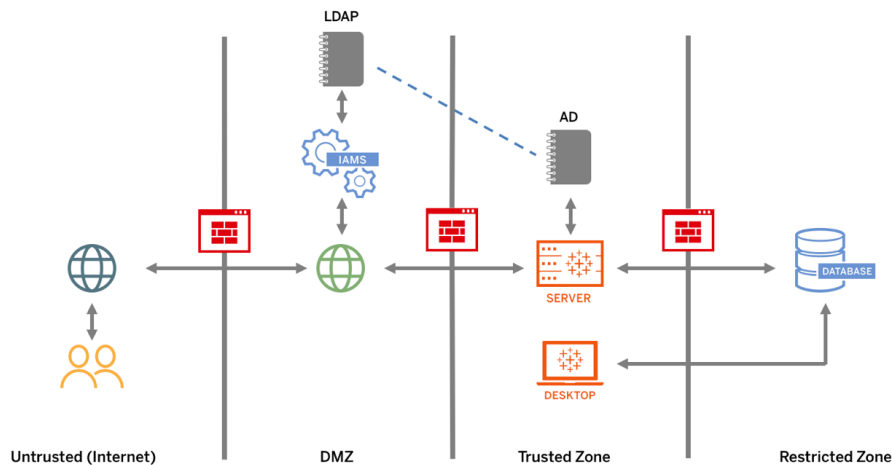 LDAP
AD
IAMS
DATABASE
SERVER
DESKTOP
Untrusted (Internet)
DMZ
Trusted Zone
Restricted Zone